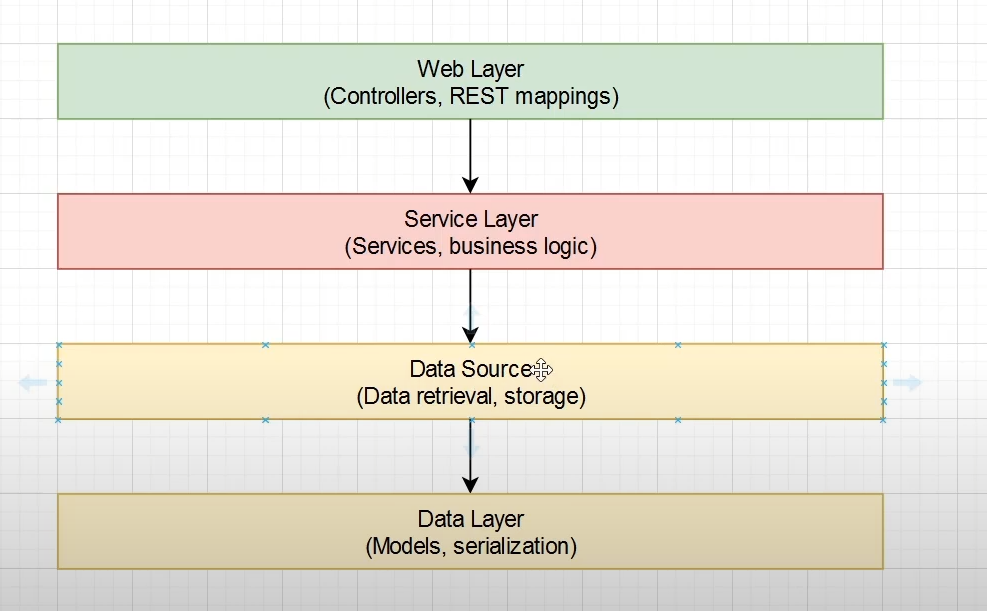 Web Layer
(Controllers, REST mappings)
Service Layer
(Services, business logic)
Data Source
(Data retrieval, storage)
Data Layer
(Models, serialization)